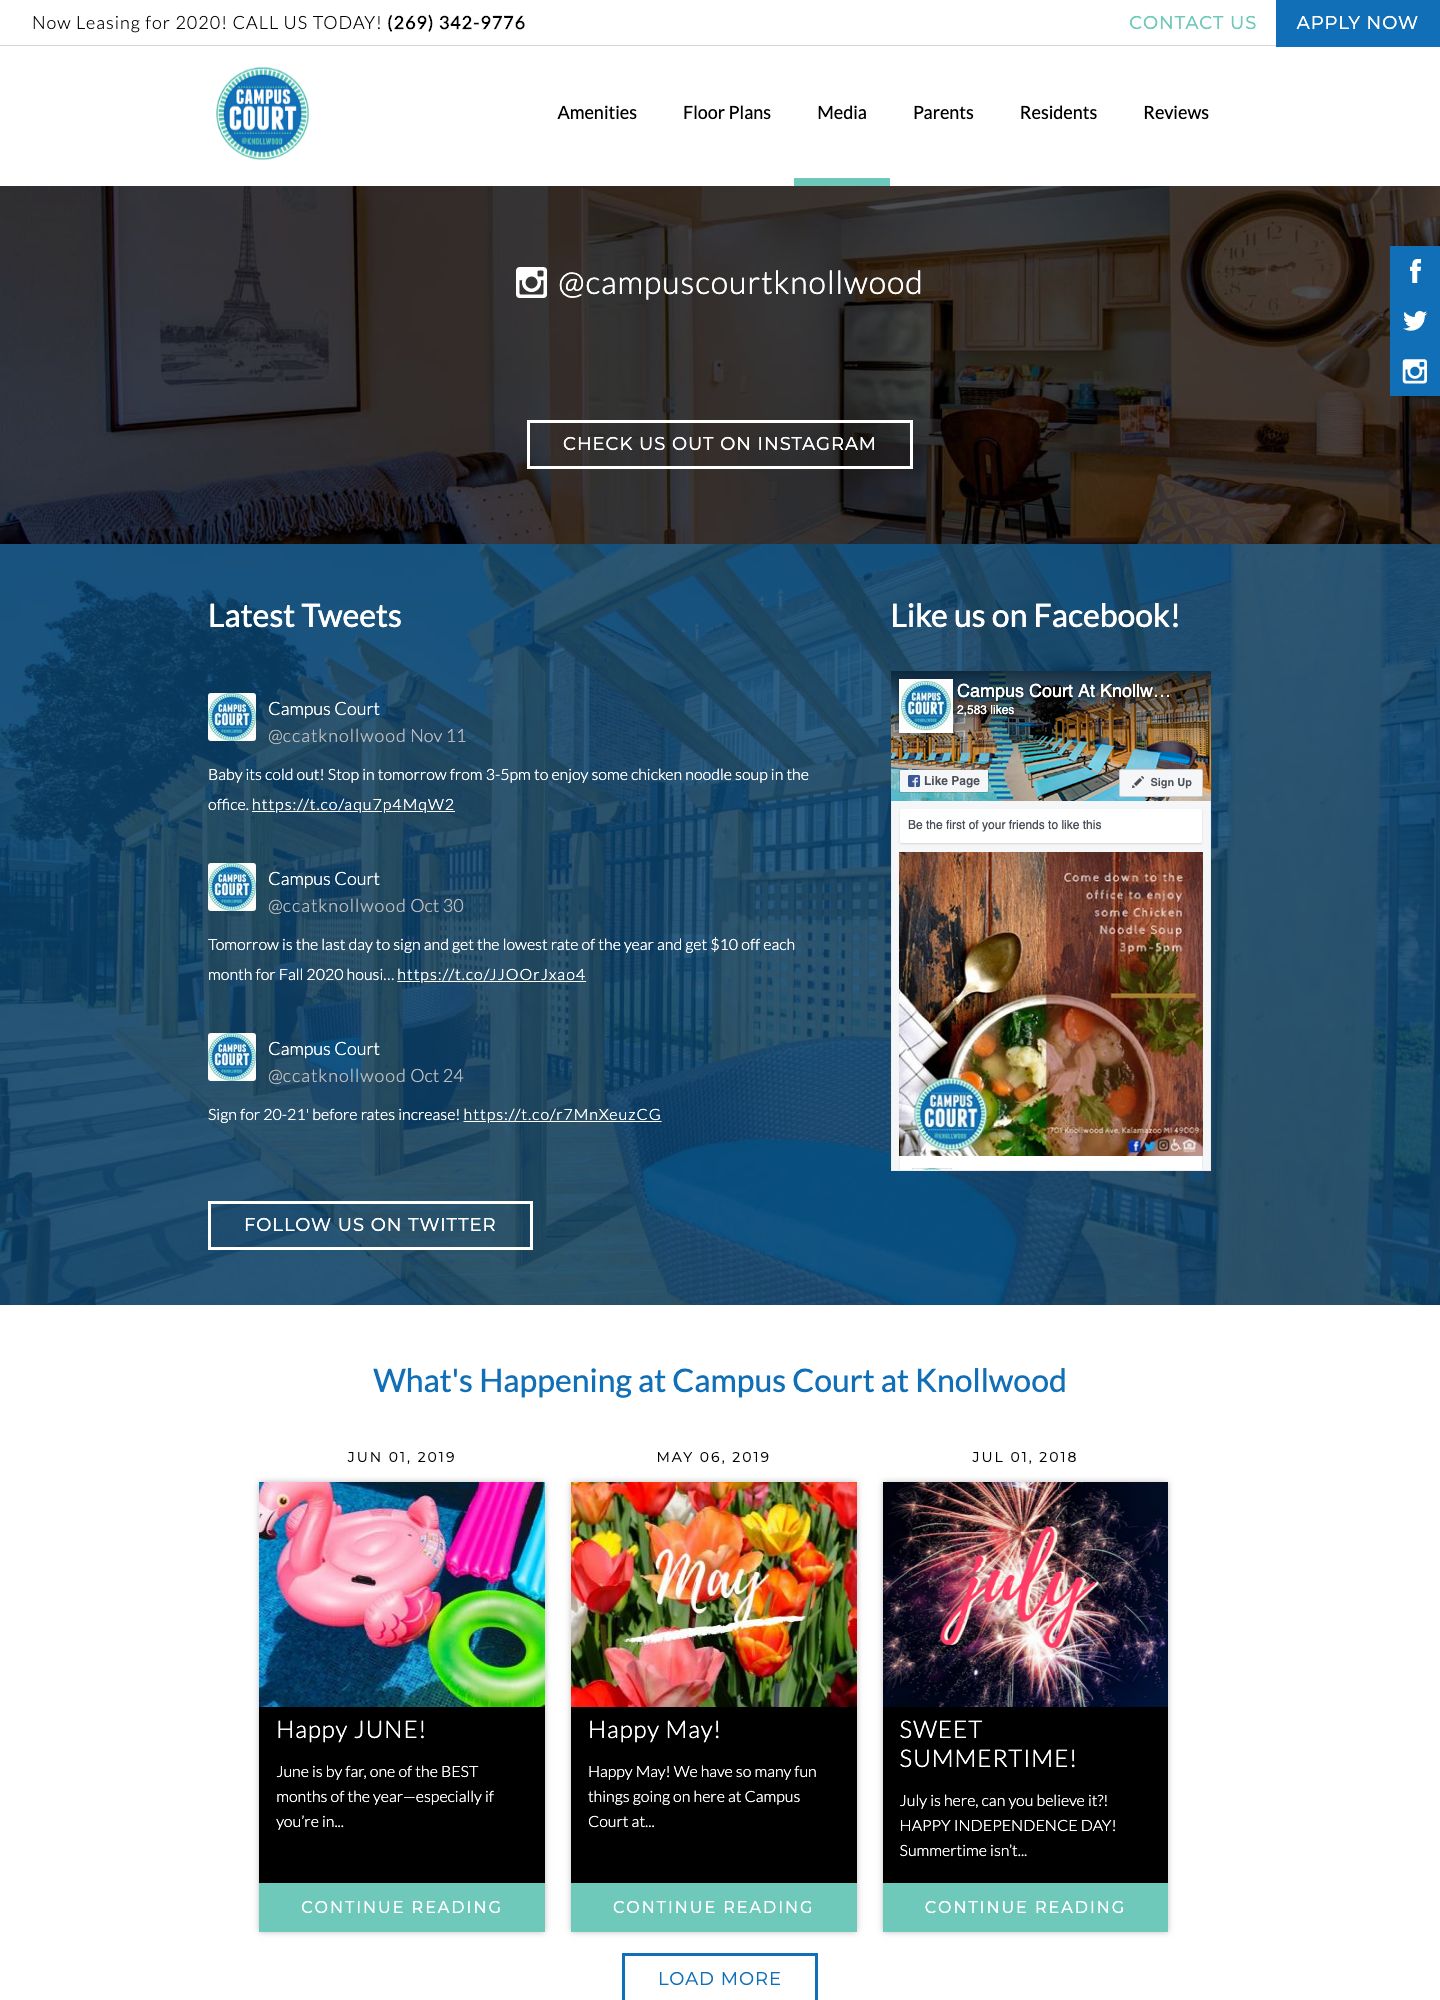 Now Leasing for 2020! CALL US TODAY! (269) 342-9776
CONTACT US
APPLY NOW
CAMPUS
COURT
@KNOLLWOOD
Amenities
Floor Plans
Media
Parents
Residents
Reviews
@campuscourtknollwood
CHECK US OUT ON INSTAGRAM
Latest Tweets
CAMPUS
COURT
Campus Court
@ccatknollwood Nov 11
Baby its cold out! Stop in tomorrow from 3-5pm to enjoy some chicken noodle soup in the
office. https://t.co/aqu7p4MqW2
CAMPUS
COURT
Campus Court
@ccatknollwood Oct 30
Tomorrow is the last day to sign and get the lowest rate of the year and get $10 off each
month for Fall 2020 housi... https://t.co/JJOOrJxao4
CAMPUS
COURT
Campus Court
@ccatknollwood Oct 24
Sign for 20-21' before rates increase! https://t.co/r7MnXeuzCG
FOLLOW US ON TWITTER
Like us on Facebook!
CAMPUS
COURT
Campus Court At Knollw...
2,583 likes
Like Page
Sign Up
Be the first of your friends to like this
Come down to the
office to enjoy
some Chicken
Noodle Soup
3pm-5pm
CAMPUS
COURT
@KNOLLWOOD
701 Knollwood Ave, Kalamazoo MI 49009
What's Happening at Campus Court at Knollwood
JUN 01, 2019
Happy JUNE!
June is by far, one of the BEST
months of the year—especially if
you're in...
CONTINUE READING
MAY 06, 2019
May
Happy May!
Happy May! We have so many fun
things going on here at Campus
Court at...
CONTINUE READING
JUL 01, 2018
july
SWEET
SUMMERTIME!
July is here, can you believe it?!
HAPPY INDEPENDENCE DAY!
Summertime isn't...
CONTINUE READING
LOAD MORE